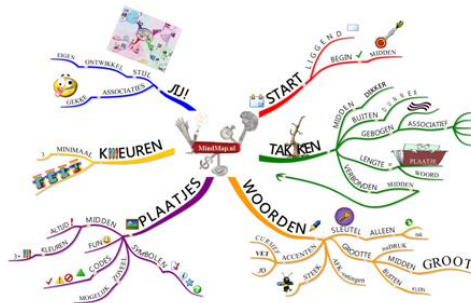 MindMap.nl
START
LIGGEND
BEGIN
MIDDEN
TAKKEN
MIDDEN
DIKKER
BUITEN
DUNNER
GEBOGEN
ASSOCIATIEF
LENGTE =
PLAATJE
WOORD
VERBONDEN
MIDDEN
WOORDEN
SLEUTEL
ALLEEN
GROOTTE
MIDDEN
GROOT
BUITEN
KLEIN
ACCENTEN
CURSIEF
VET
STEEK
PLAATJES
MIDDEN
ALTIJD
KLEUREN
FUN
CODES
SYMBOLEN
ZOVEEL
MOGELIJK
KLEUREN
MINIMAAL
3
JIJ!
STIJL
ONTWIKKEL
EIGEN
ASSOCIATIES
GEKKE